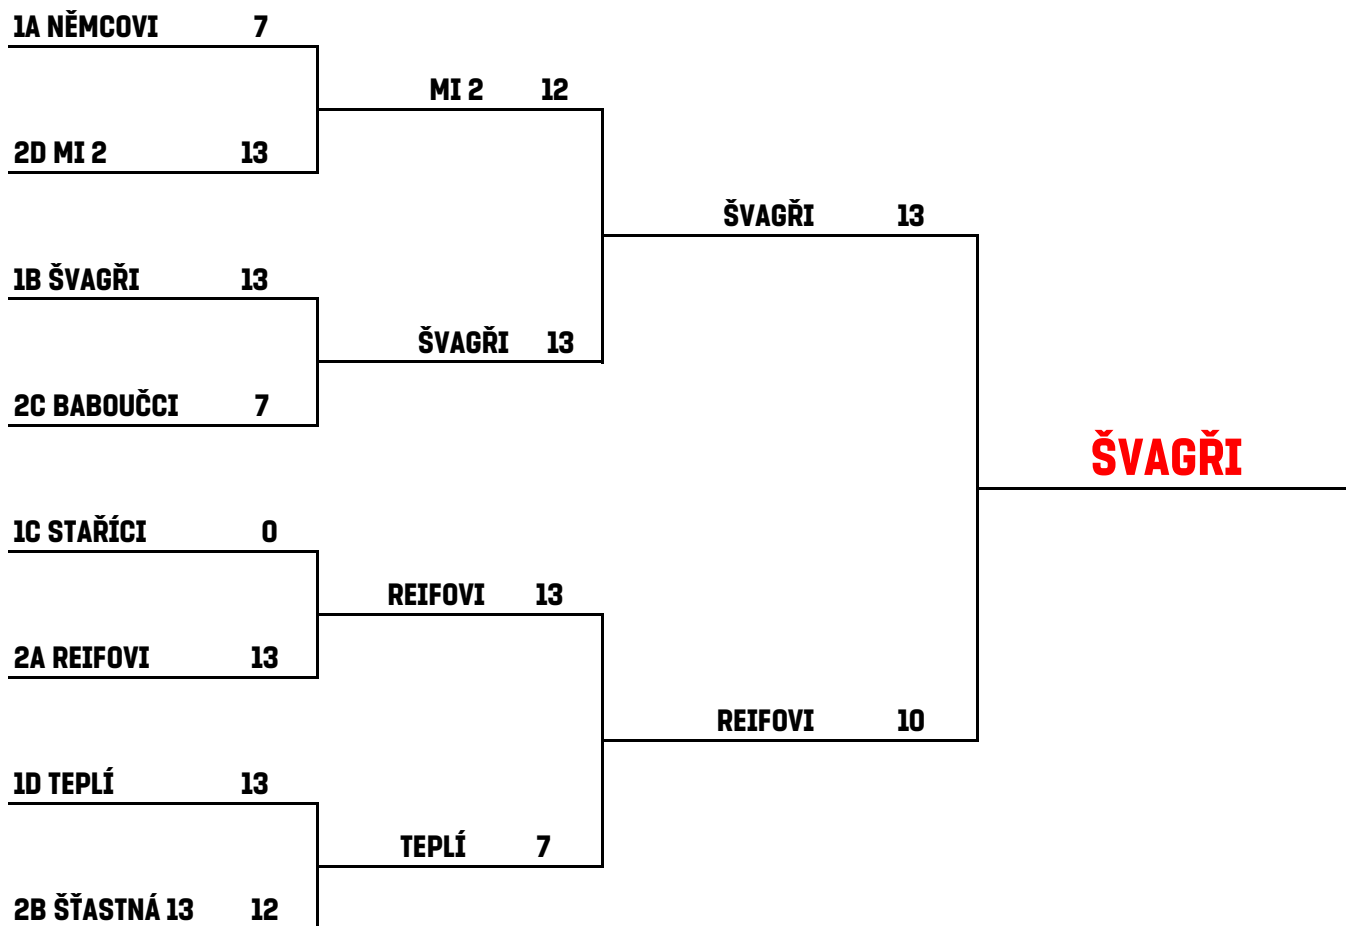 1A NĚMCOVI 7
MI 2 12
2D MI 2 13
ŠVAGŘI 13
1B ŠVAGŘI 13
ŠVAGŘI 13
2C BABOUČCI 7
ŠVAGŘI
1C STAŘÍCI 0
REIFOVI 13
2A REIFOVI 13
REIFOVI 10
1D TEPLÍ 13
TEPLÍ 7
2B ŠŤASTNÁ 13 12